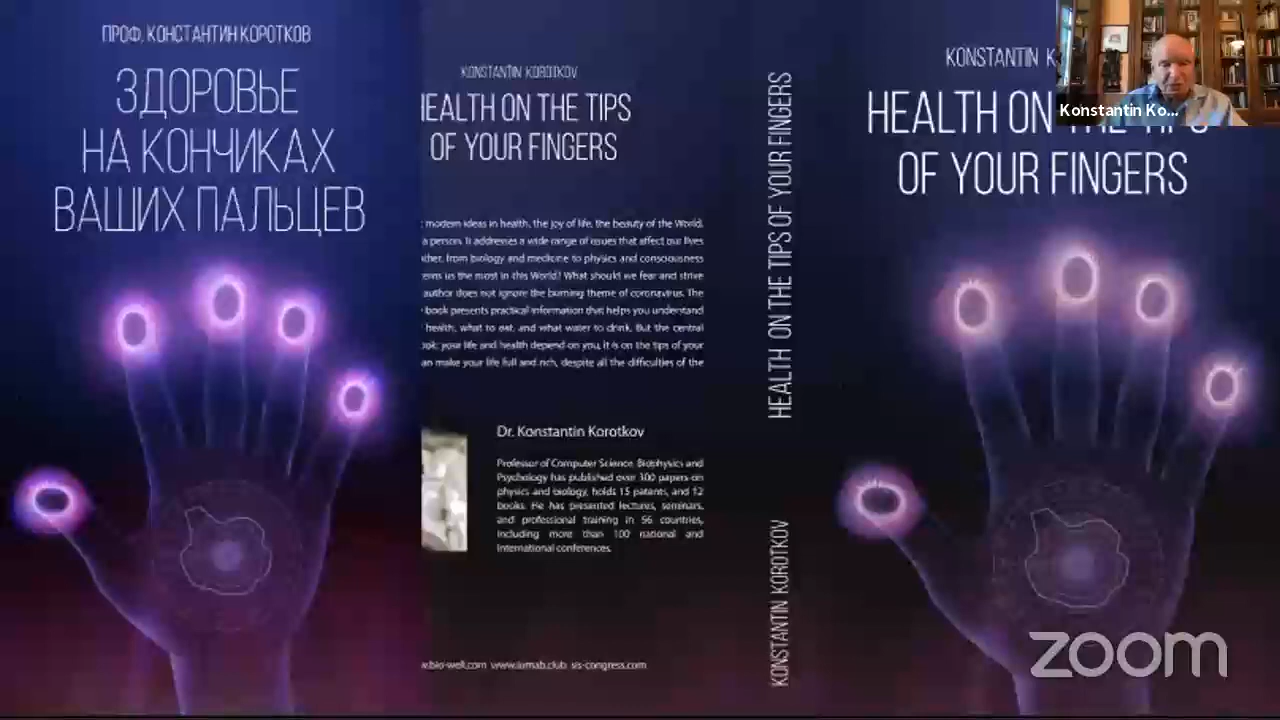 ПРОФ. КОНСТАНТИН КОРОТКОВ
ЗДОРОВЬЕ
НА КОНЧИКАХ
ВАШИХ ПАЛЬЦЕВ
KONSTANTIN KOROTKOV
HEALTH ON THE TIPS
OF YOUR FINGERS
modern ideas in health, the joy of life, the beauty of the World,
a person. It addresses a wide range of issues that affect our lives
from biology and medicine to physics and consciousness
us the most in this World? What should we fear and strive
author does not ignore the burning theme of coronavirus. The
book presents practical information that helps you understand
health, what to eat, and what water to drink. But the central
your life and health depend on you, it is on the tips of your
make your life full and rich, despite all the difficulties of the
Dr. Konstantin Korotkov
Professor of Computer Science, Biophysics and
Psychology has published over 300 papers on
physics and biology, holds 15 patents, and 12
books. He has presented lectures, seminars,
and professional training in 56 countries,
including more than 100 national and
International conferences.
.bio-well.com www.iumab.club sis-congress.com
HEALTH ON THE TIPS OF YOUR FINGERS
KONSTANTIN KOROTKOV
KONSTANTIN K
HEALTH ON THE TIPS
OF YOUR FINGERS
Konstantin Ko...
zoom